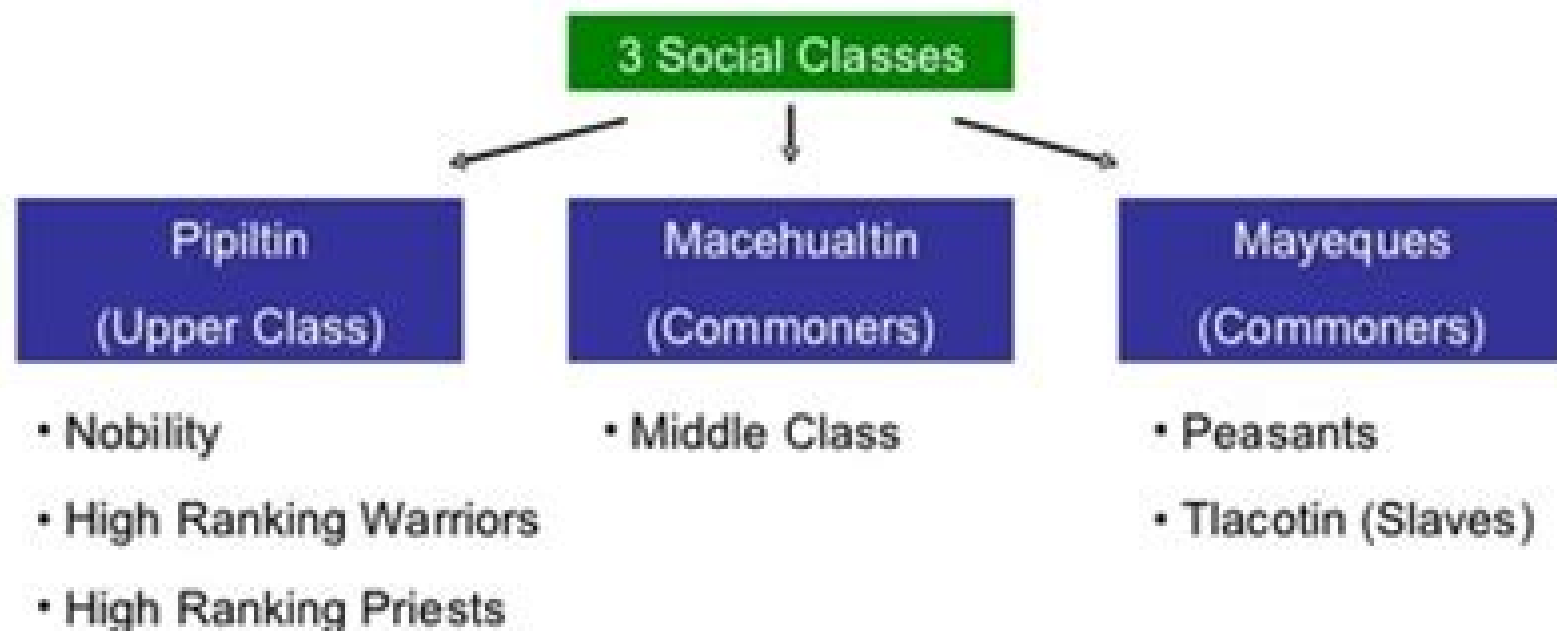 3 Social Classes
Pipiltin
(Upper Class)
• Nobility
• High Ranking Warriors
• High Ranking Priests
Macehualtin
(Commoners)
• Middle Class
Mayeques
(Commoners)
• Peasants
• Tlacotin (Slaves)